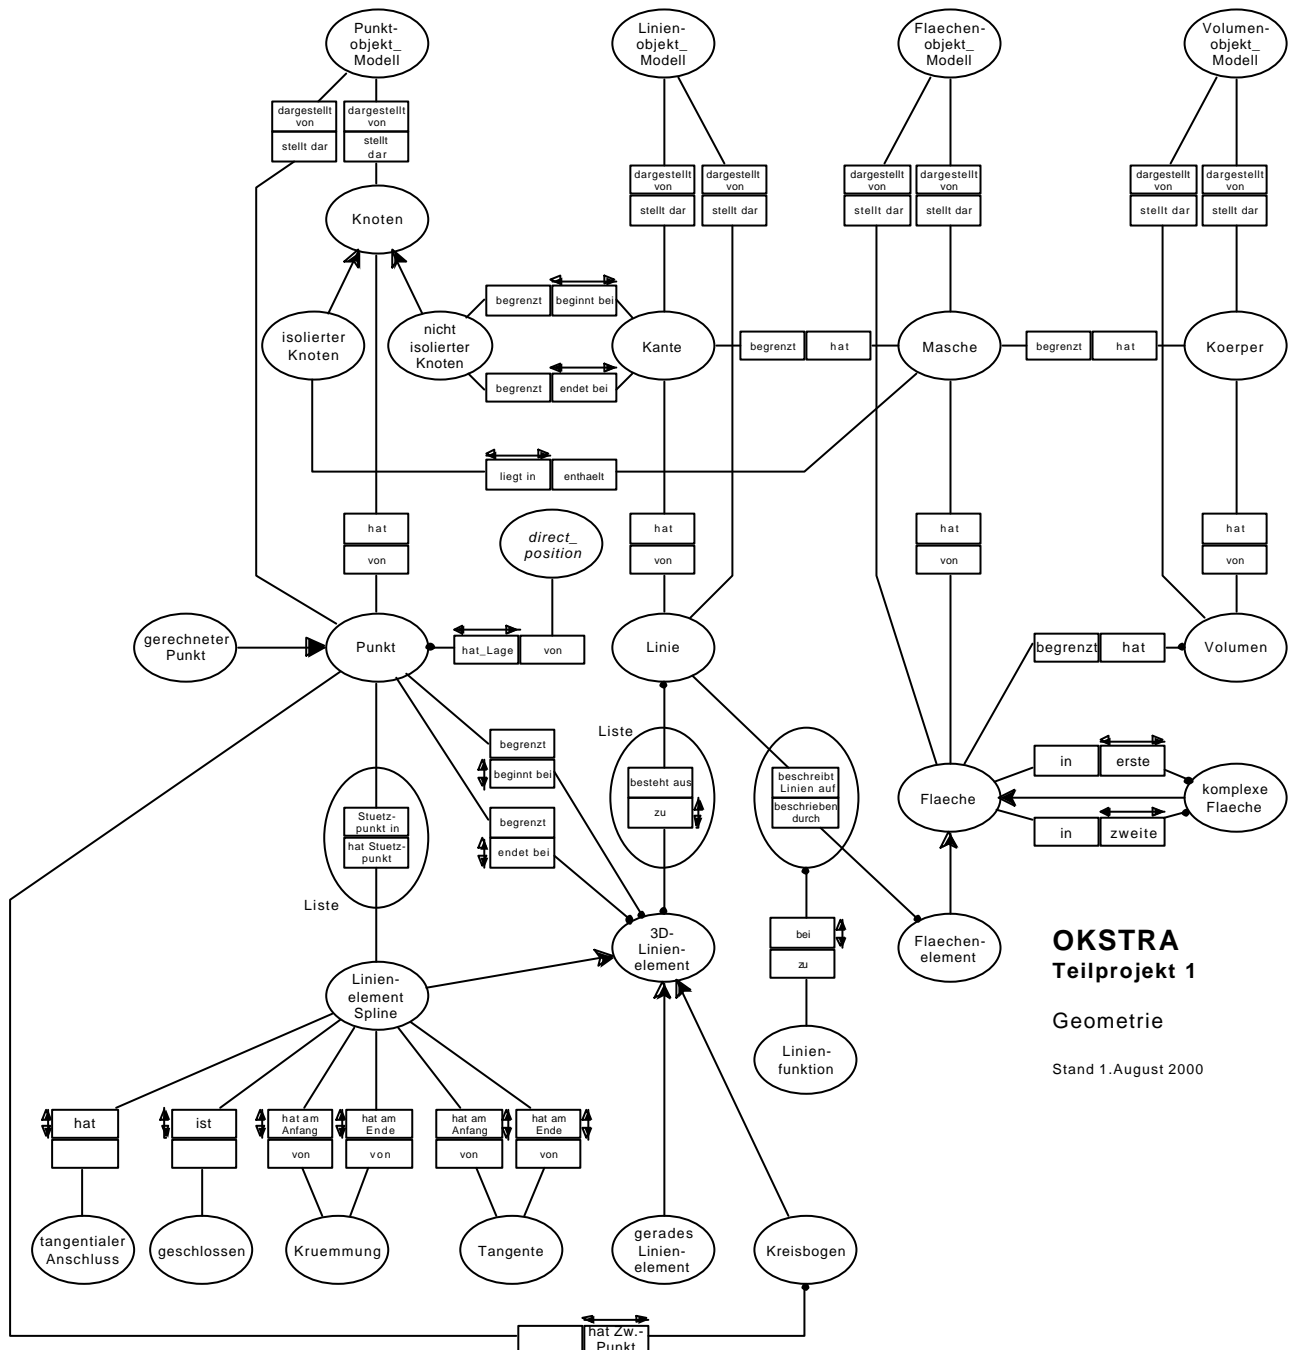 Punkt-
objekt_
Modell
Linien-
objekt_
Modell
Flaechen-
objekt_
Modell
Volumen-
objekt_
Modell
dargestellt
von
stellt dar
dargestellt
von
stellt
dar
dargestellt
von
stellt dar
dargestellt
von
stellt dar
dargestellt
von
stellt dar
dargestellt
von
stellt dar
dargestellt
von
stellt dar
dargestellt
von
stellt dar
Knoten
isolierter
Knoten
nicht
isolierter
Knoten
begrenzt
beginnt bei
begrenzt
endet bei
Kante
begrenzt
hat
Masche
begrenzt
hat
Koerper
liegt in
enthaelt
hat
von
direct_
position
hat
von
hat
von
hat
von
gerechneter
Punkt
Punkt
hat_Lage
von
Linie
begrenzt
hat
Volumen
Liste
begrenzt
beginnt bei
besteht aus
zu
beschreibt
Linien auf
beschrieben
durch
Flaeche
in
erste
komplexe
Flaeche
in
zweite
Stuetz-
punkt in
hat Stuetz-
punkt
begrenzt
endet bei
Liste
3D-
Linien-
element
bei
zu
Flaechen-
element
OKSTRA
Teilprojekt 1
Geometrie
Stand 1.August 2000
Linien-
element
Spline
Linien-
funktion
hat
ist
hat am
Anfang
von
hat am
Ende
von
hat am
Anfang
von
hat am
Ende
von
tangentialer
Anschluss
geschlossen
Kruemmung
Tangente
gerades
Linien-
element
Kreisbogen
hat Zw.-
Punkt